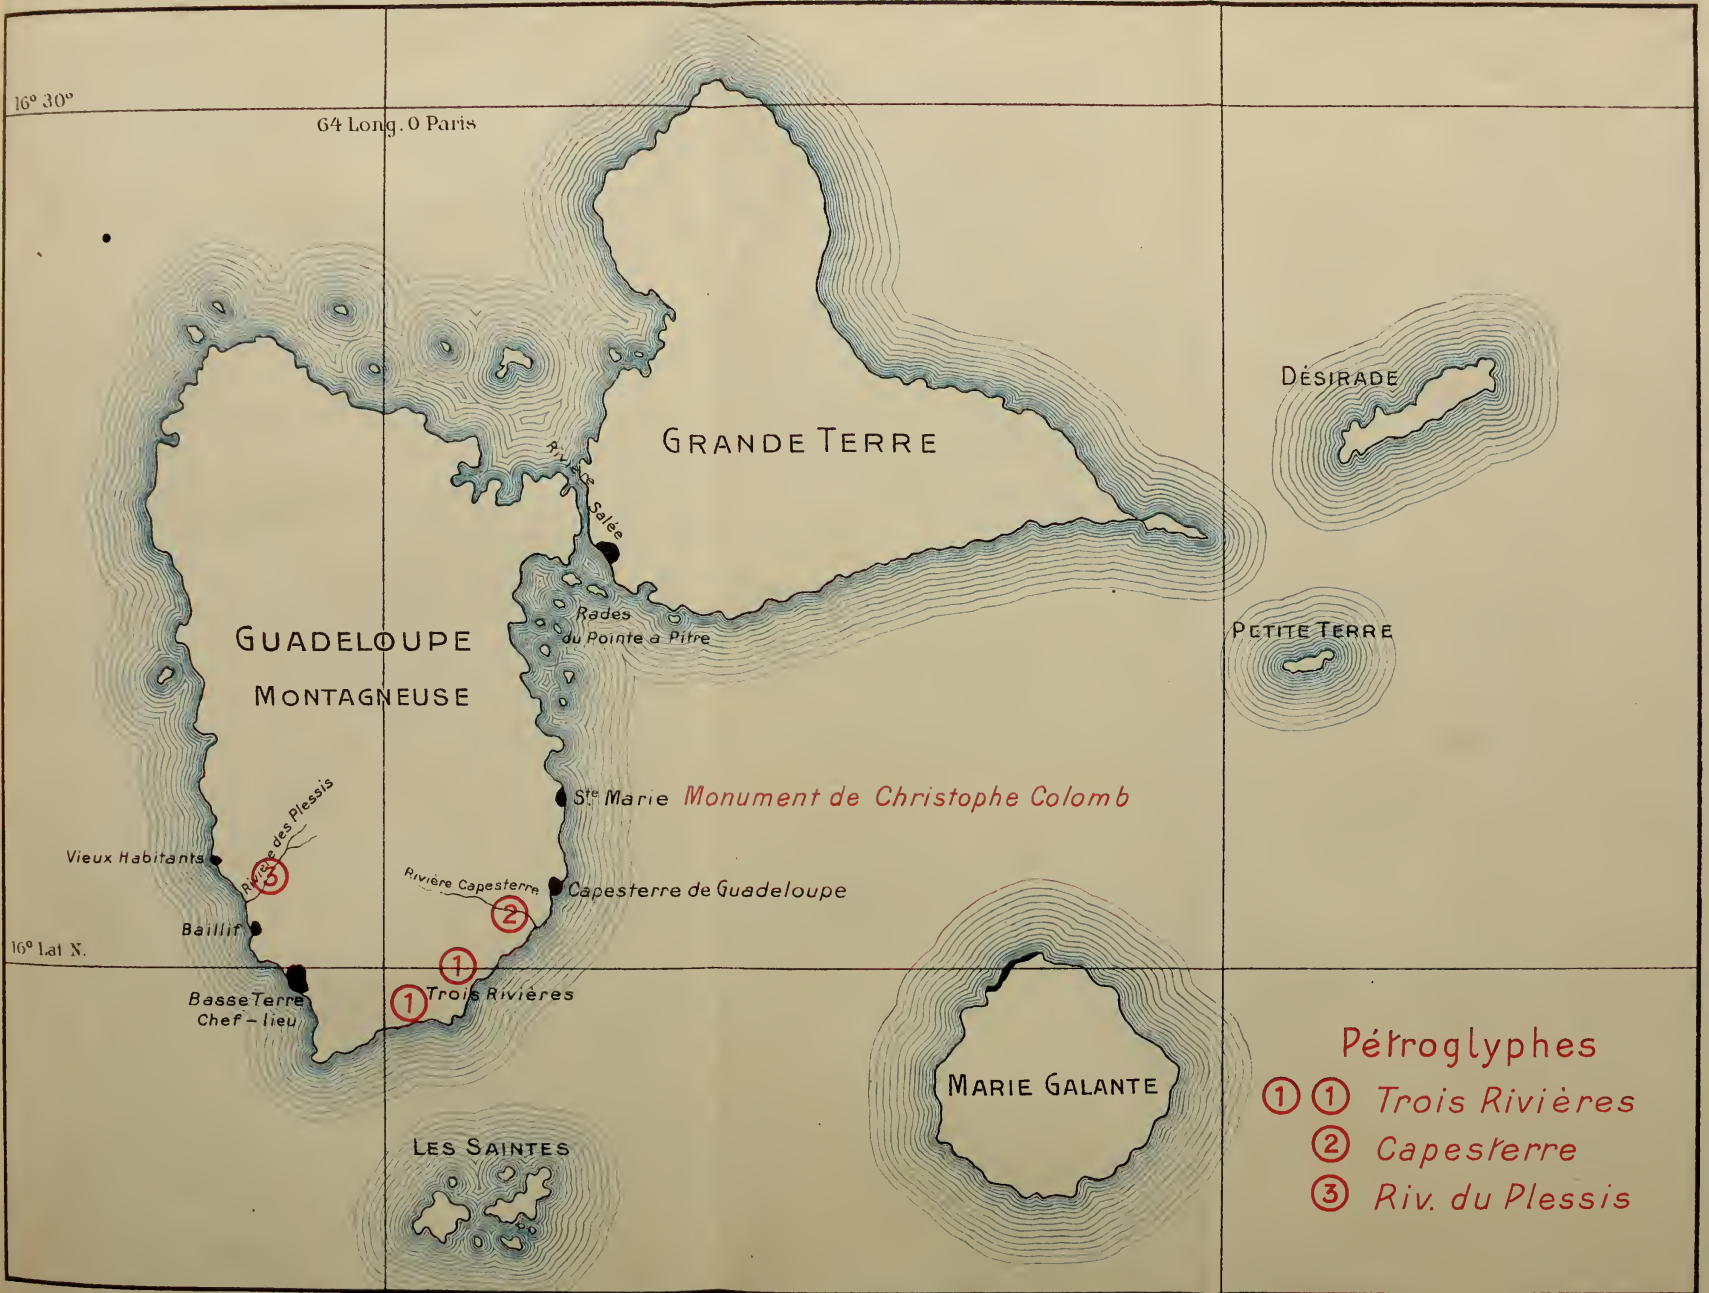 16° 30°
64 Long. O Paris
DÉSIRADE
GRANDE TERRE
Rivière Salée
Rades
du Pointe a Pitre
PETITE TERRE
GUADELOUPE
MONTAGNEUSE
Ste Marie Monument de Christophe Colomb
Rivière des Plessis
Vieux Habitants
3
Rivière Capesterre
Capesterre de Guadeloupe
2
Baillif
16° Lat N.
1
1
Trois Rivières
Basse Terre
Chef-lieu
MARIE GALANTE
LES SAINTES
Pétroglyphes
1 1 Trois Rivières
2 Capesterre
3 Riv. du Plessis